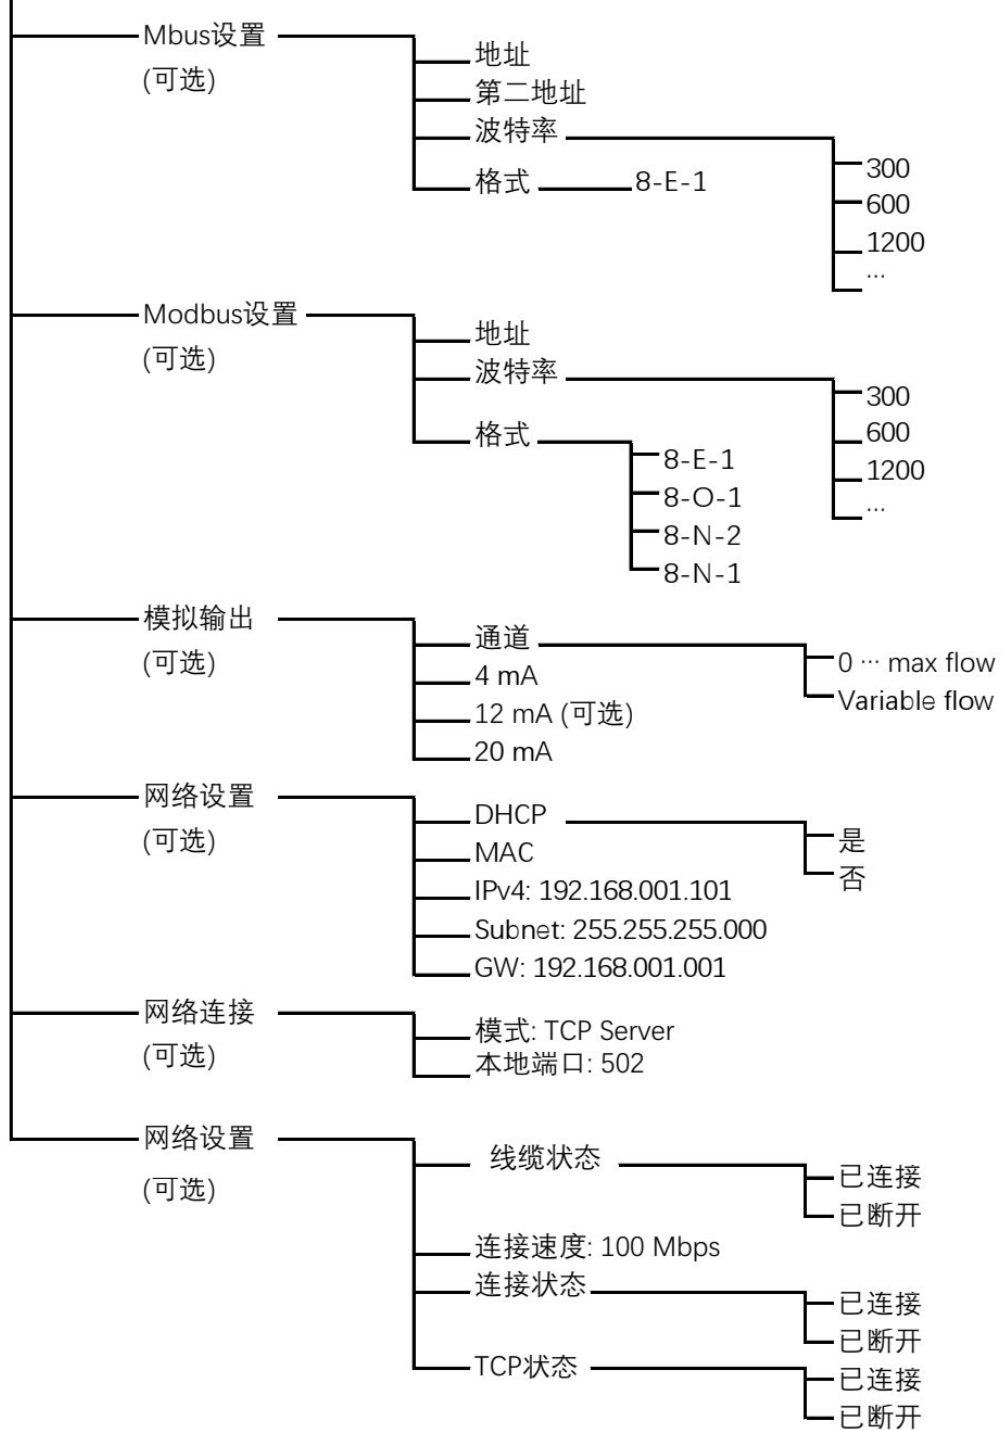 Mbus设置
(可选)
地址
第二地址
波特率
300
600
1200
...
格式
8-E-1
Modbus设置
(可选)
地址
波特率
300
600
1200
...
格式
8-E-1
8-O-1
8-N-2
8-N-1
模拟输出
(可选)
通道
0 ··· max flow
Variable flow
4 mA
12 mA (可选)
20 mA
网络设置
(可选)
DHCP
是
否
MAC
IPv4: 192.168.001.101
Subnet: 255.255.255.000
GW: 192.168.001.001
网络连接
(可选)
模式: TCP Server
本地端口: 502
网络设置
(可选)
线缆状态
已连接
已断开
连接速度: 100 Mbps
连接状态
已连接
已断开
TCP状态
已连接
已断开